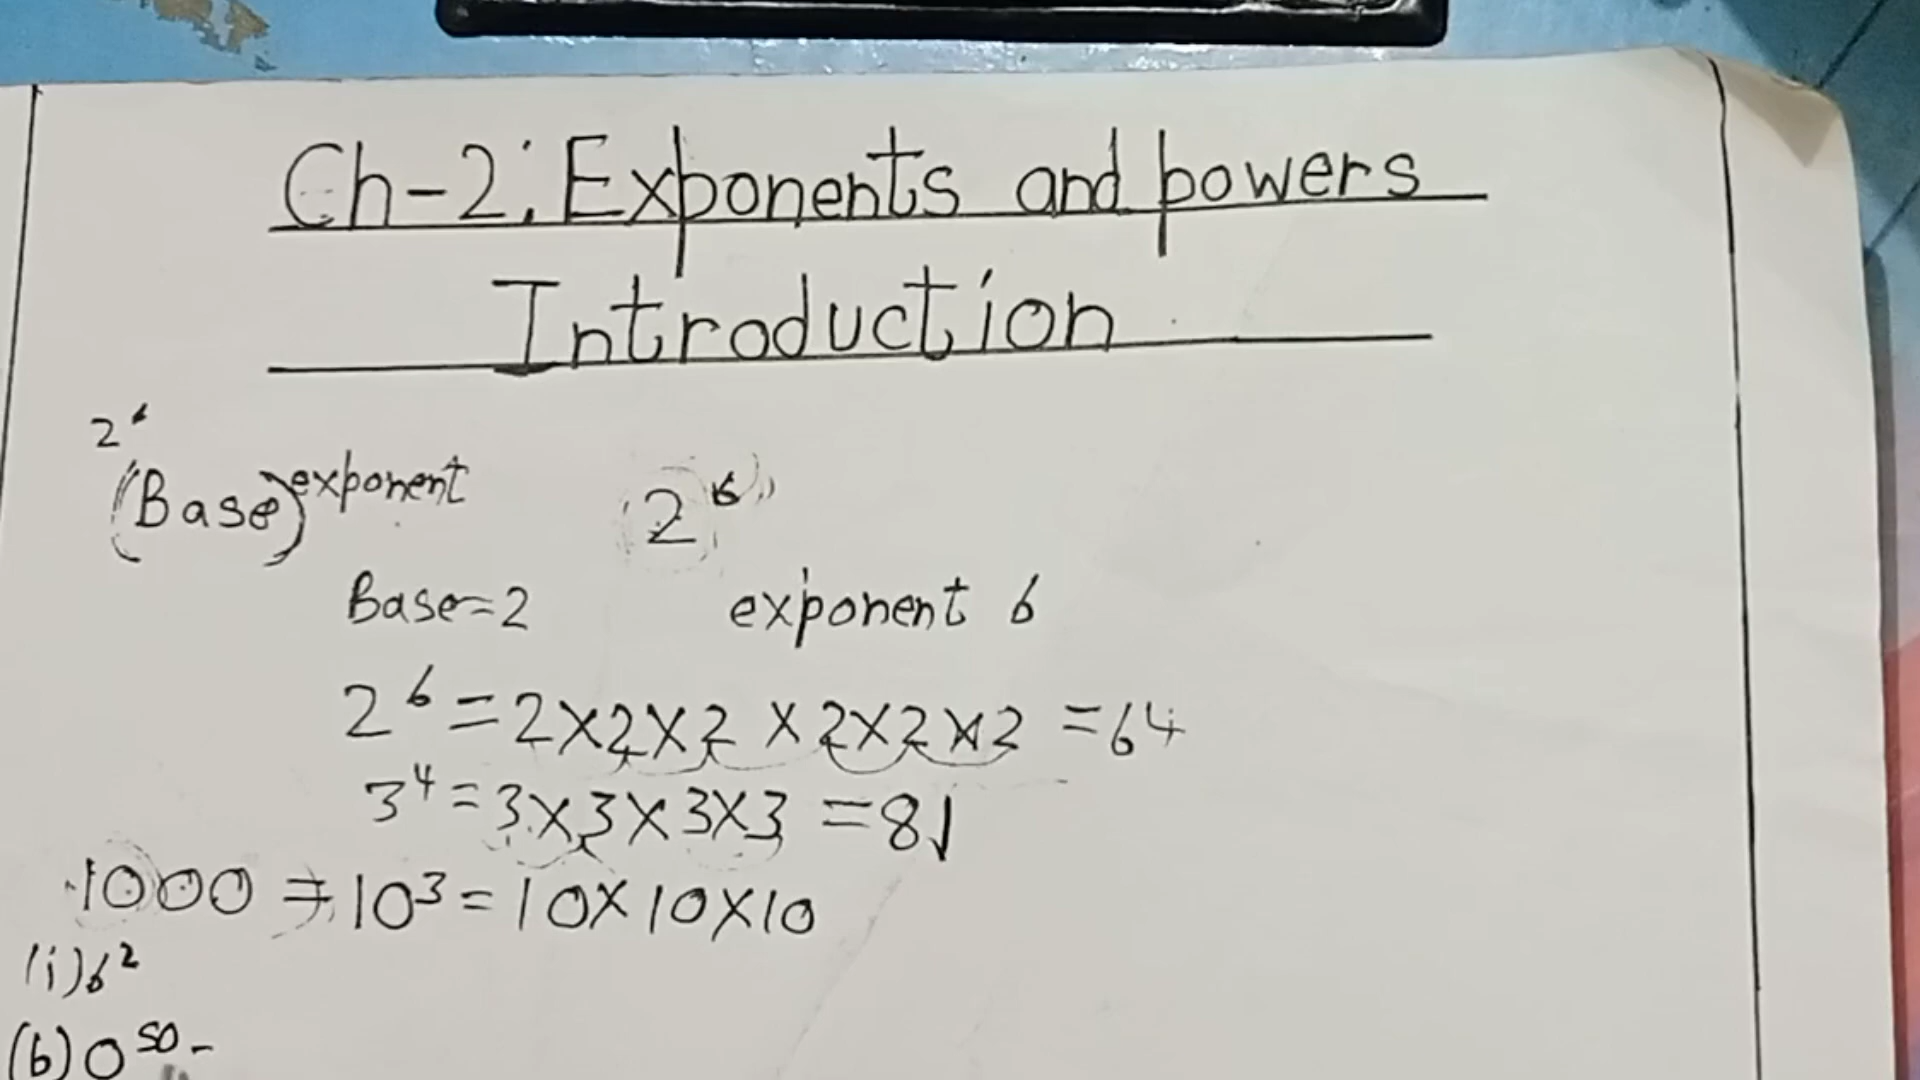 Ch-2: Exponents and powers
Introduction
2⁶
(Base)^exponent 2⁶
Base=2 exponent 6
2⁶ = 2×2×2 × 2×2×2 = 64
3⁴ = 3×3×3×3 = 81
1000 = 10³ = 10×10×10
(i) 6²
(b) 0⁵⁰-